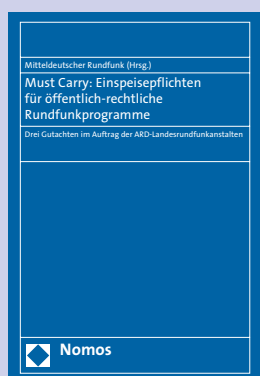 Mitteldeutscher Rundfunk (Hrsg.)
Must Carry: Einspeisepflichten
für öffentlich-rechtliche
Rundfunkprogramme
Drei Gutachten im Auftrag der ARD-Landesrundfunkanstalten
Nomos